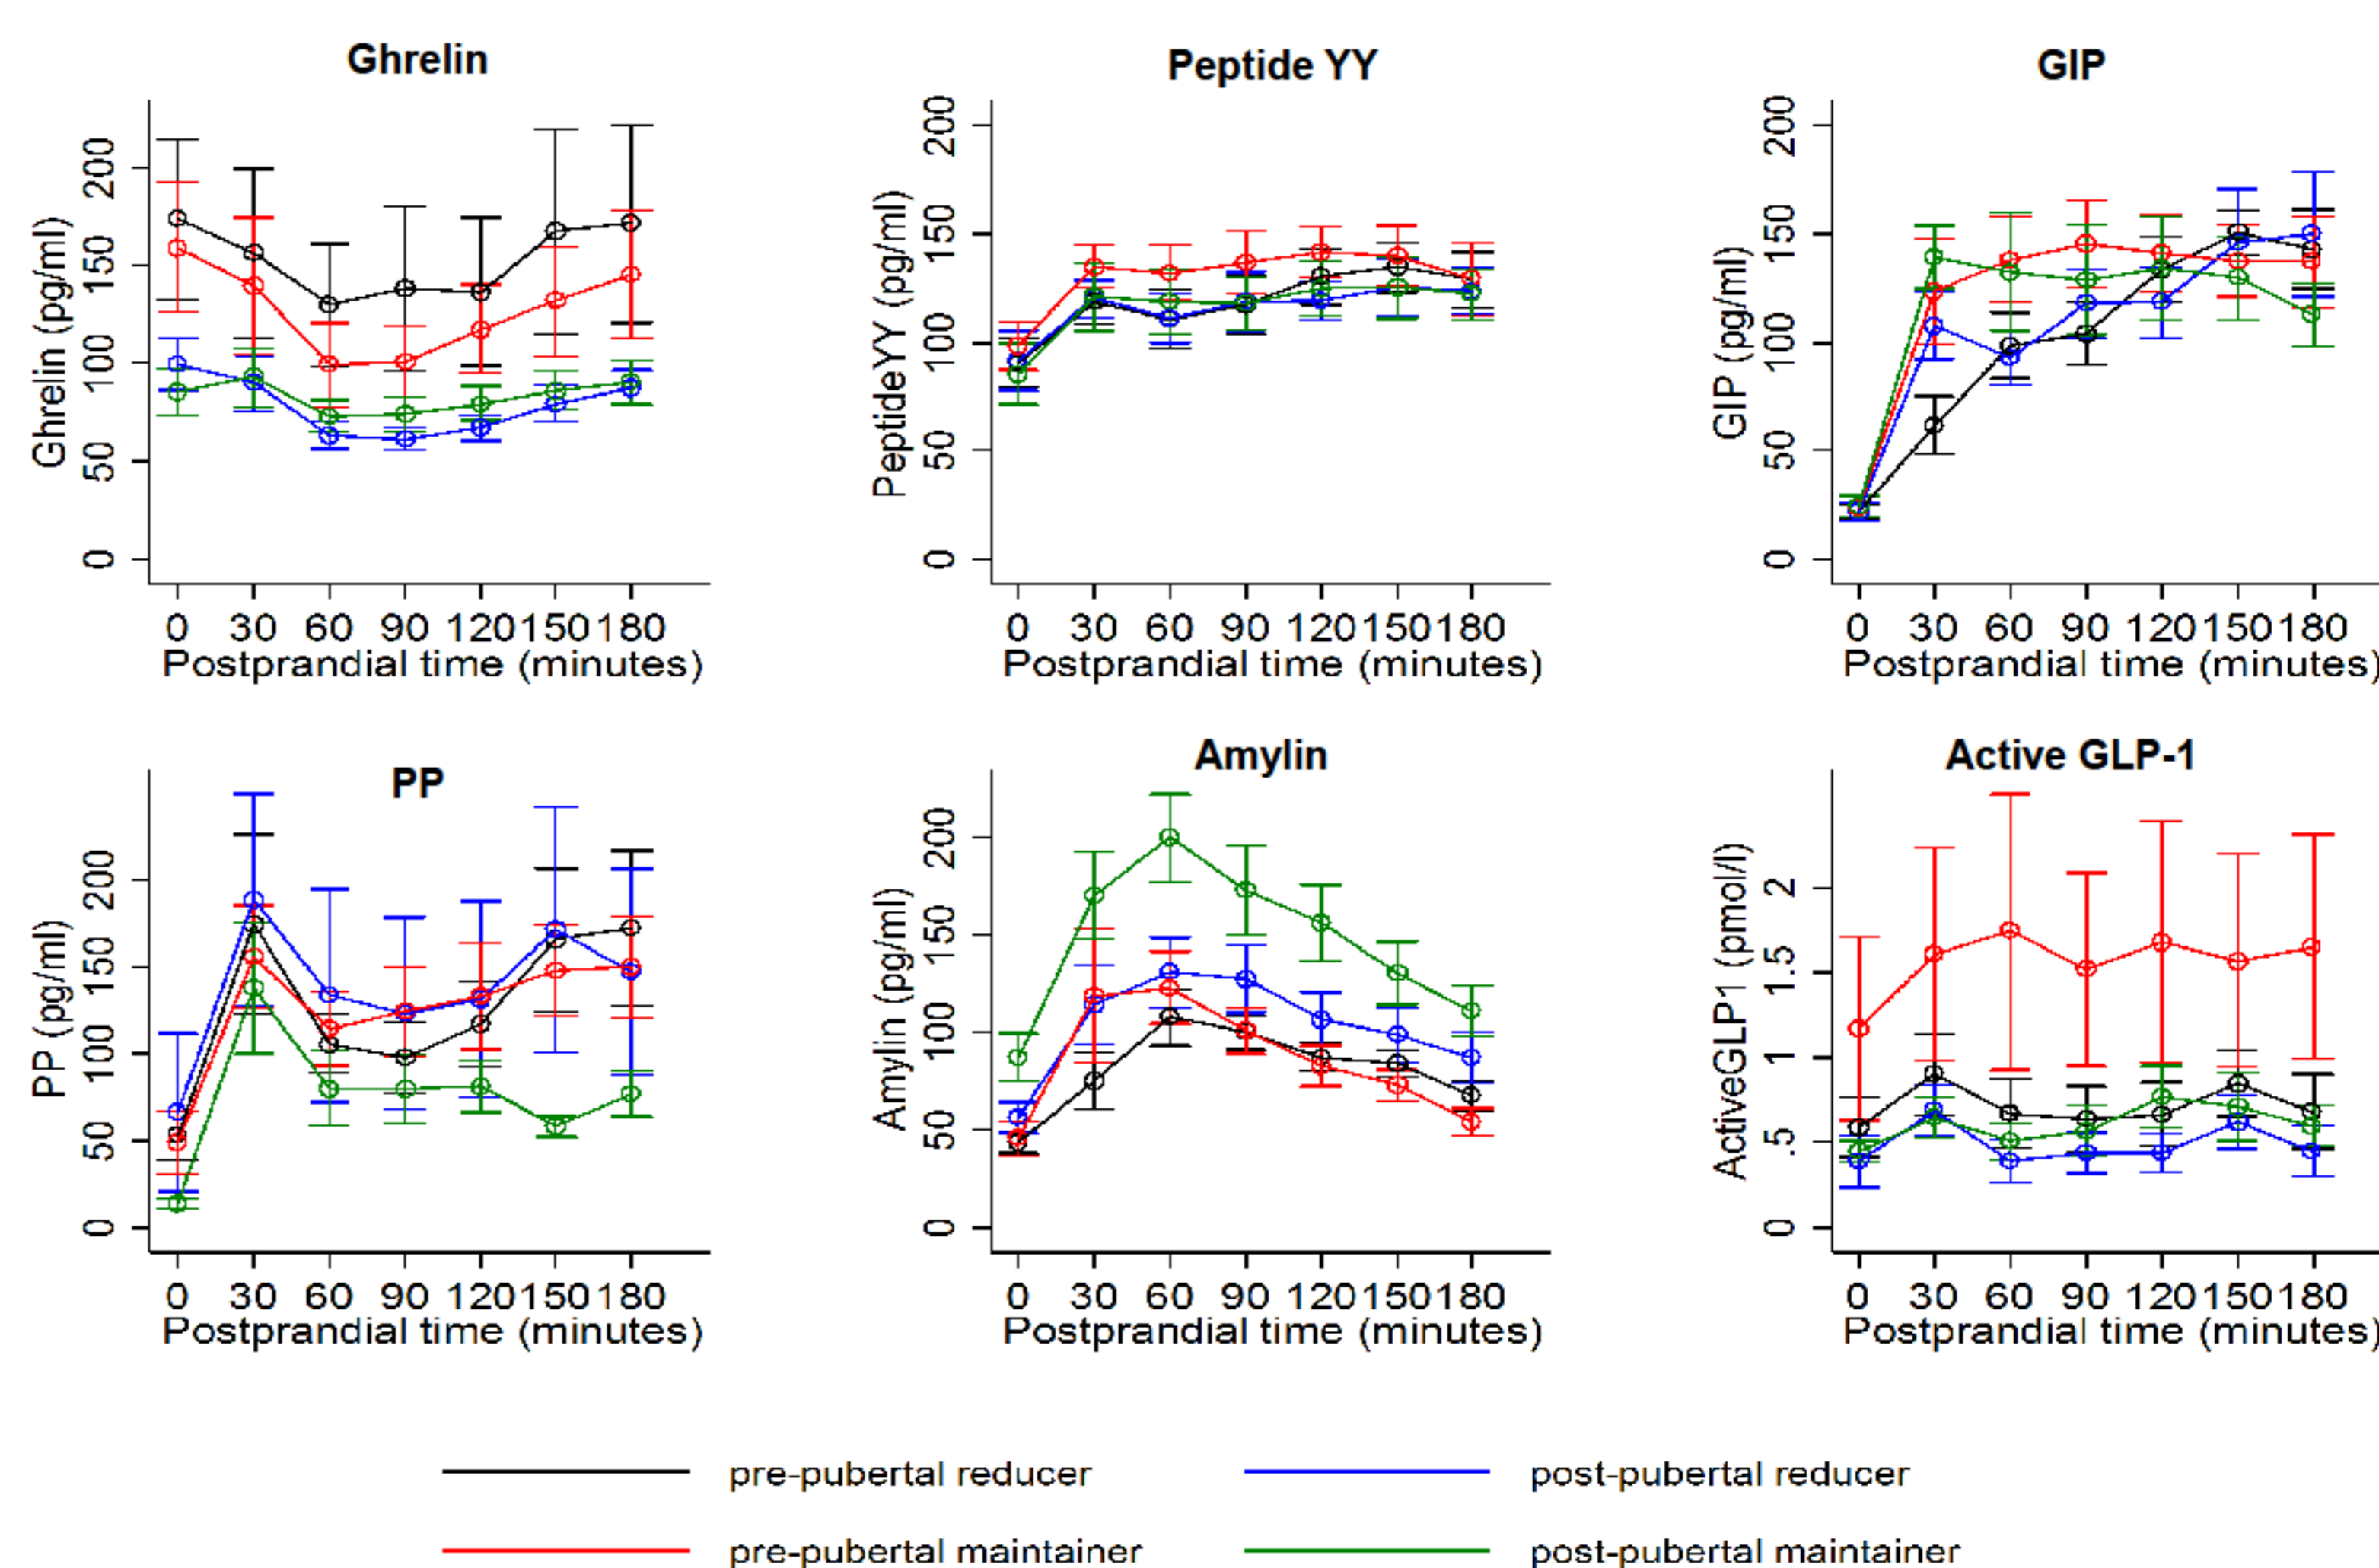 Ghrelin
Ghrelin (pg/ml)
0 50 100 150 200
0 30 60 90 120 150 180
Postprandial time (minutes)
Peptide YY
PeptideYY (pg/ml)
0 50 100 150 200
0 30 60 90 120 150 180
Postprandial time (minutes)
GIP
GIP (pg/ml)
0 50 100 150 200
0 30 60 90 120 150 180
Postprandial time (minutes)
PP
PP (pg/ml)
0 50 100 150 200
0 30 60 90 120 150 180
Postprandial time (minutes)
Amylin
Amylin (pg/ml)
0 50 100 150 200
0 30 60 90 120 150 180
Postprandial time (minutes)
Active GLP-1
ActiveGLP1 (pmol/l)
0 .5 1 1.5 2
0 30 60 90 120 150 180
Postprandial time (minutes)
pre-pubertal reducer
post-pubertal reducer
pre-pubertal maintainer
post-pubertal maintainer